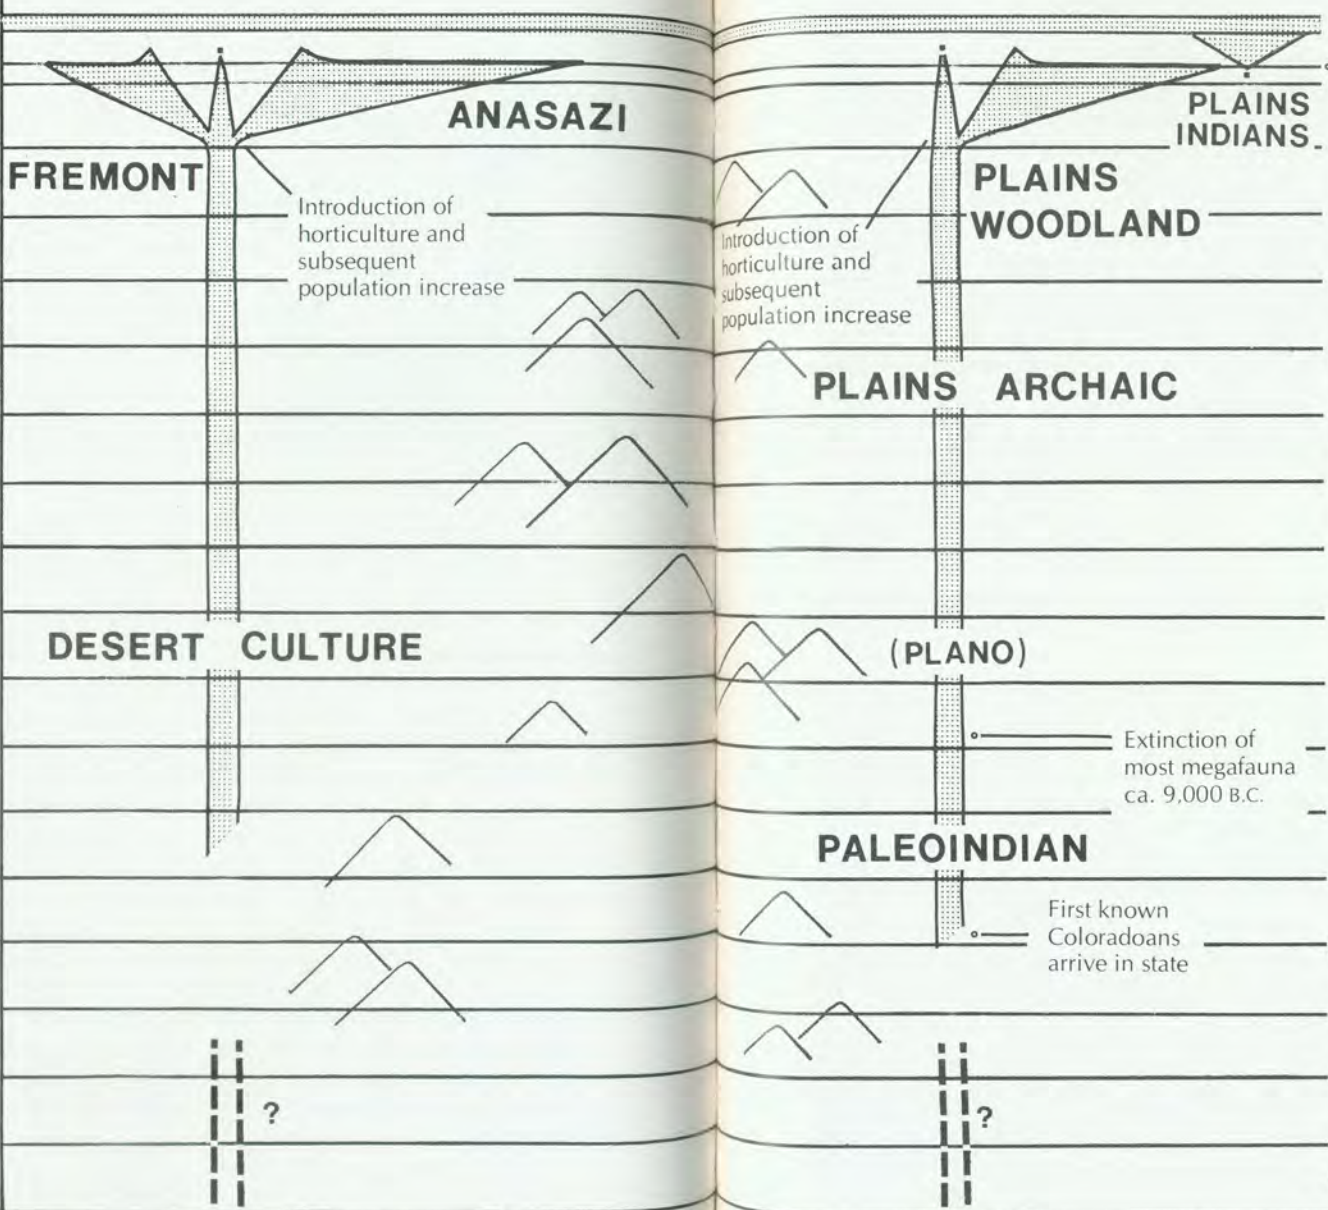 ANASAZI
FREMONT
Introduction of
horticulture and
subsequent
population increase
DESERT CULTURE
?
PLAINS
INDIANS
PLAINS
WOODLAND
Introduction of
horticulture and
subsequent
population increase
PLAINS ARCHAIC
(PLANO)
Extinction of
most megafauna
ca. 9,000 B.C.
PALEOINDIAN
First known
Coloradoans
arrive in state
?